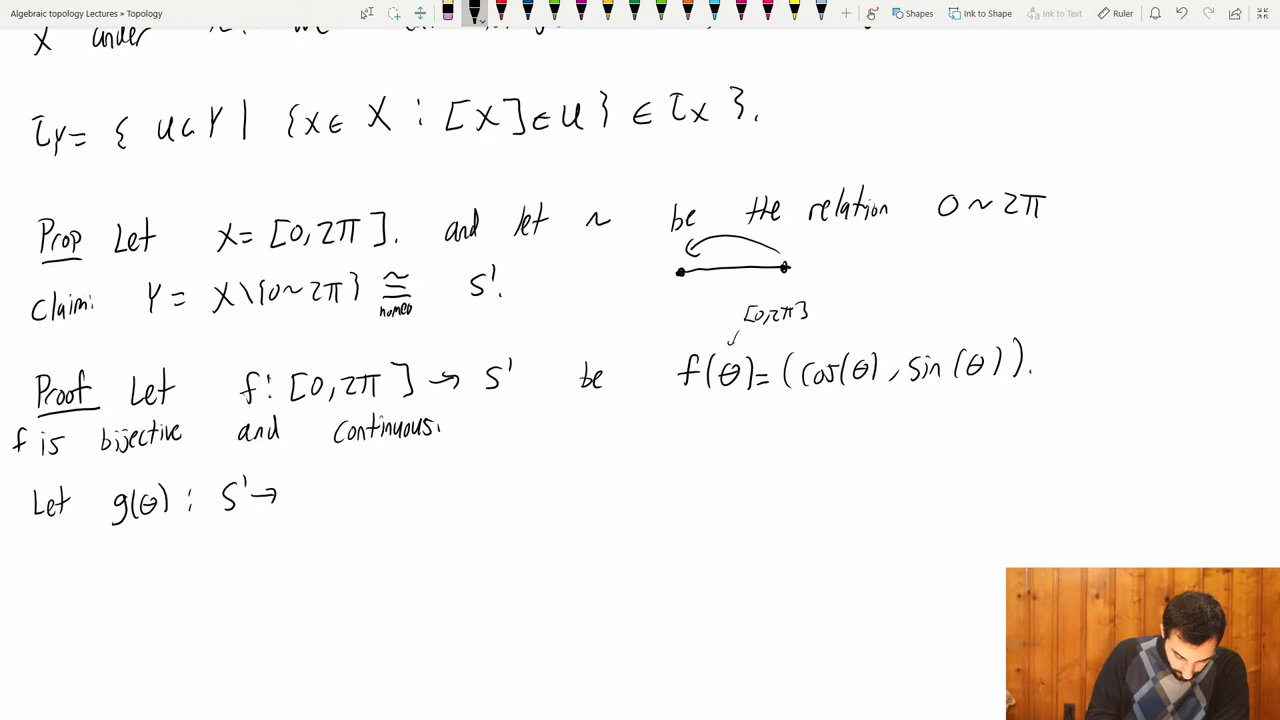 Algebraic topology Lectures » Topology
Shapes Ink to Shape Ink to Text Ruler
X under
τ_Y = { U ⊂ Y | {x ∈ X : [x] ∈ U } ∈ τ_X }.
Prop Let X = [0, 2π]. and let ~ be the relation 0 ~ 2π
Claim: Y = X \ {0 ~ 2π} ≅ S¹.
homeo
[0, 2π]
Proof Let f : [0, 2π] → S¹ be f(θ) = (cos(θ), sin(θ)).
f is bijective and continuous.
Let g(θ) : S¹ →